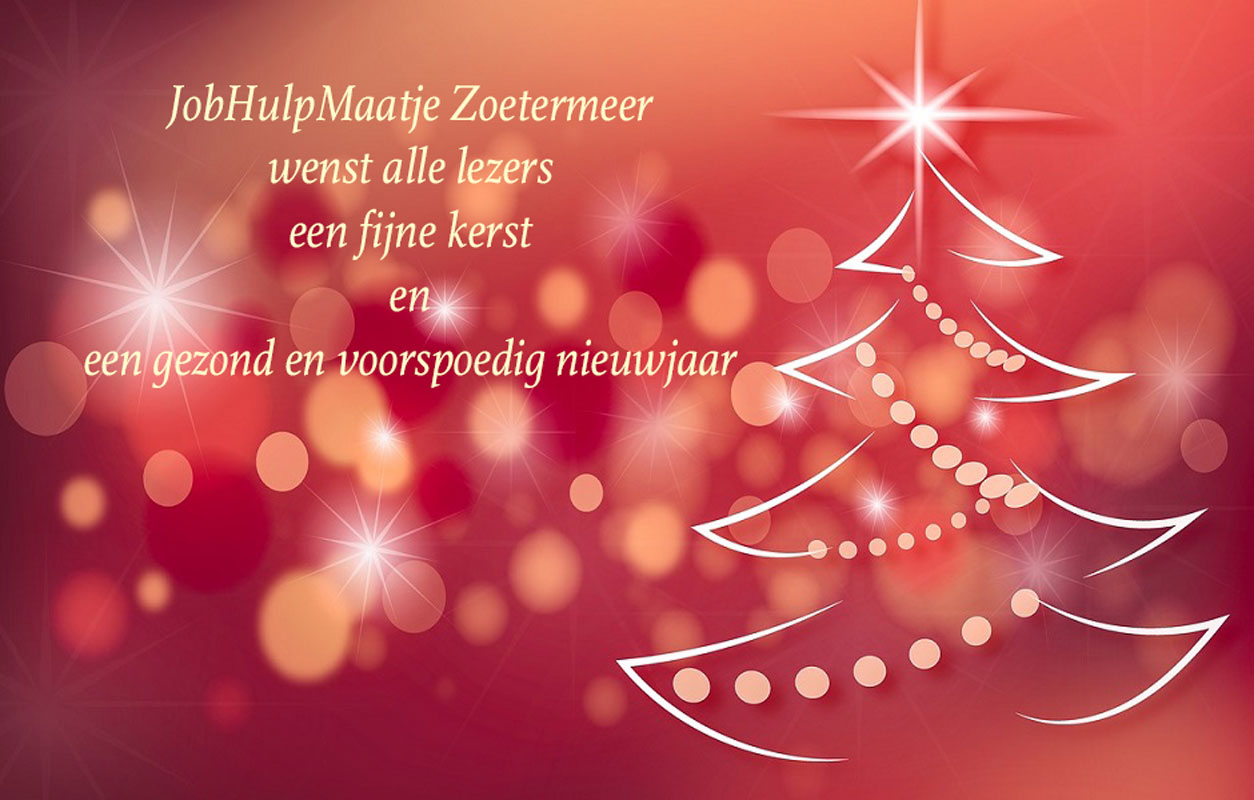 JobHulpMaatje Zoetermeer
wenst alle lezers
een fijne kerst
en
een gezond en voorspoedig nieuwjaar